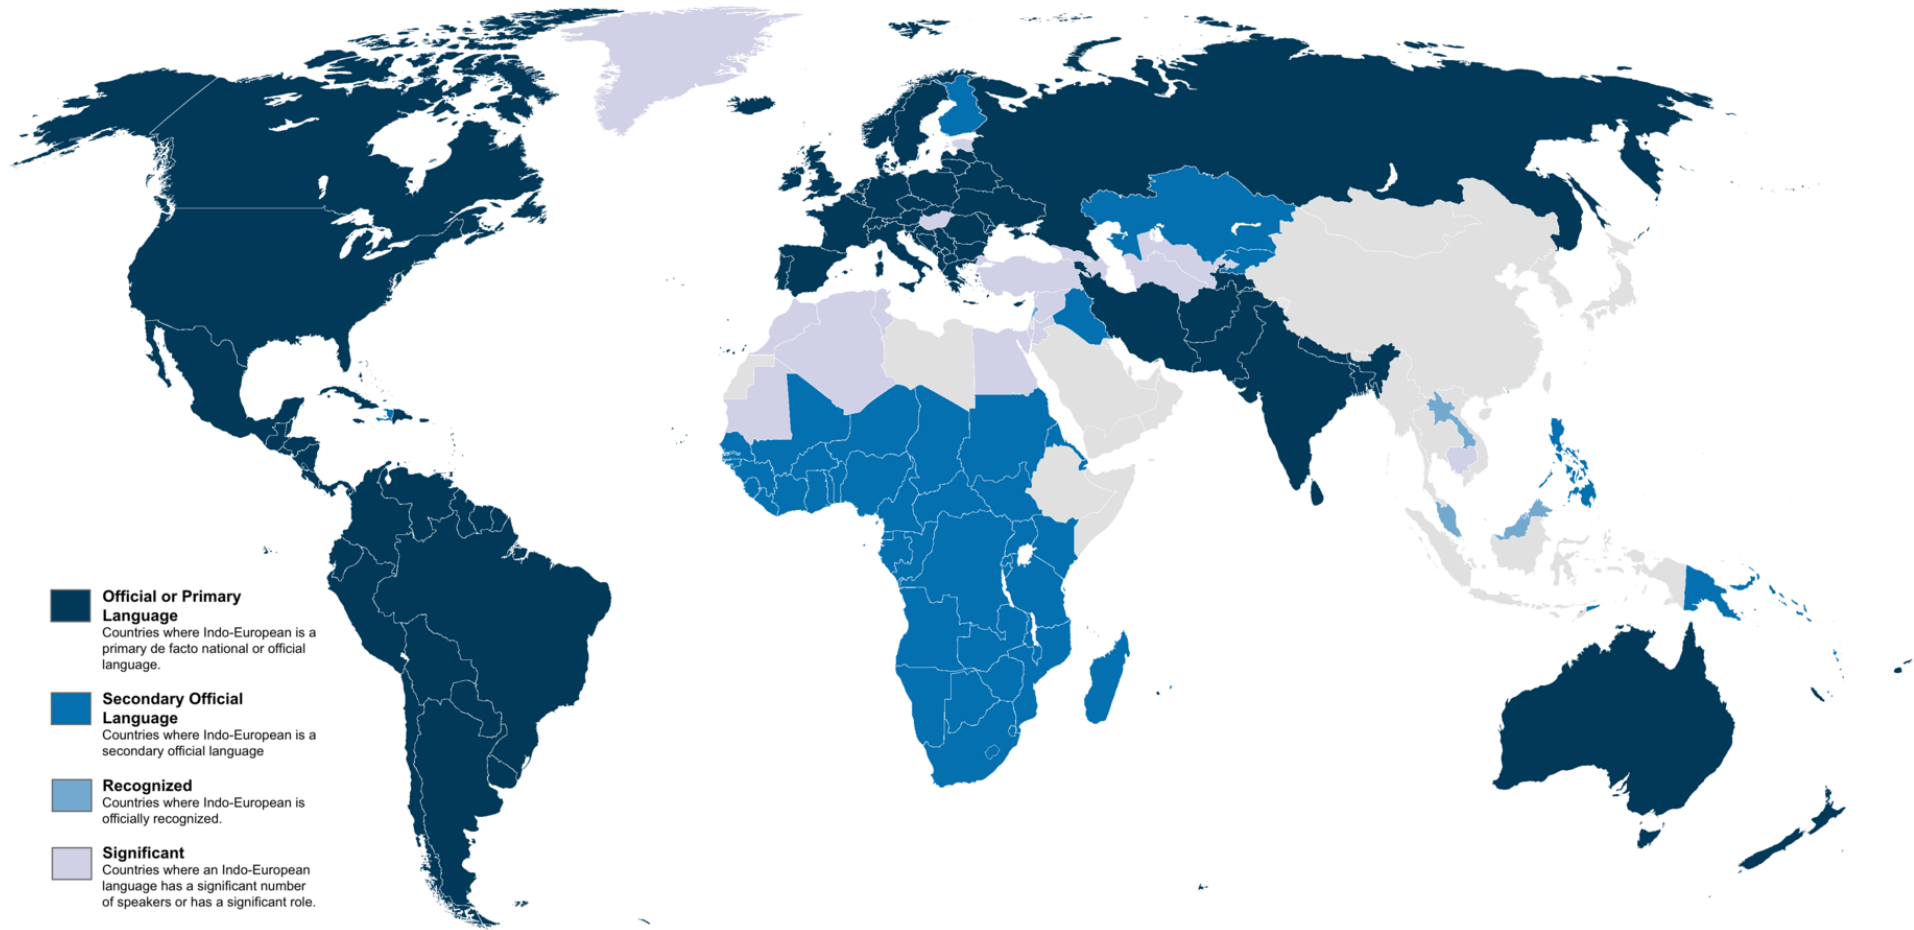 Official or Primary
Language
Countries where Indo-European is a
primary de facto national or official
language.
Secondary Official
Language
Countries where Indo-European is a
secondary official language
Recognized
Countries where Indo-European is
officially recognized.
Significant
Countries where an Indo-European
language has a significant number
of speakers or has a significant role.